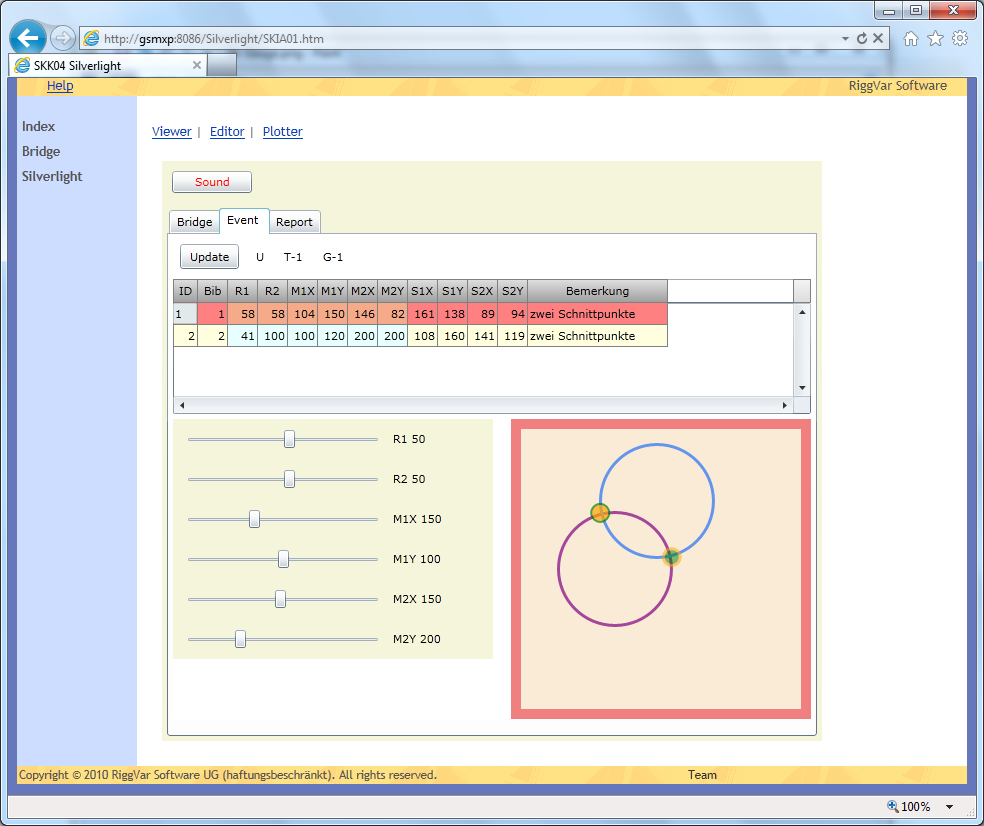 http://gsmxp:8086/Silverlight/SKIA01.htm
SKK04 Silverlight
Help RiggVar Software
Index
Bridge
Silverlight
Viewer | Editor | Plotter
Sound
Bridge Event Report
Update U T-1 G-1
ID Bib R1 R2 M1X M1Y M2X M2Y S1X S1Y S2X S2Y Bemerkung
1 1 58 58 104 150 146 82 161 138 89 94 zwei Schnittpunkte
2 2 41 100 100 120 200 200 108 160 141 119 zwei Schnittpunkte
R1 50
R2 50
M1X 150
M1Y 100
M2X 150
M2Y 200
Copyright © 2010 RiggVar Software UG (haftungsbeschränkt). All rights reserved. Team
100%